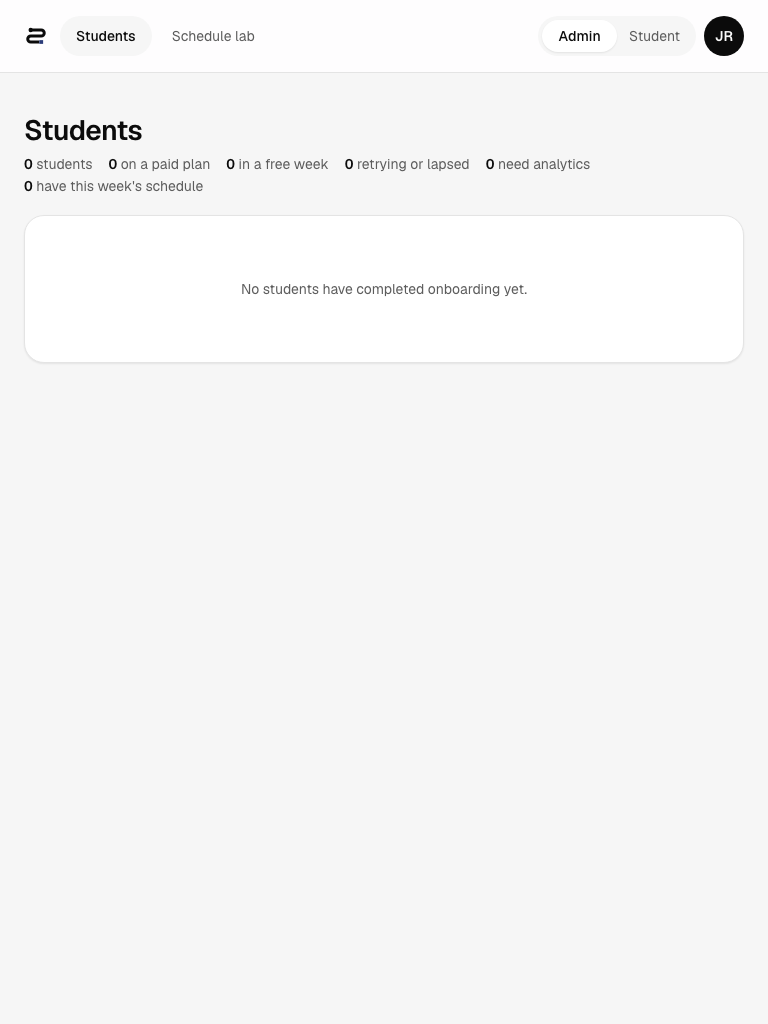 Students Schedule lab Admin Student JR
Students
0 students 0 on a paid plan 0 in a free week 0 retrying or lapsed 0 need analytics
0 have this week's schedule
No students have completed onboarding yet.